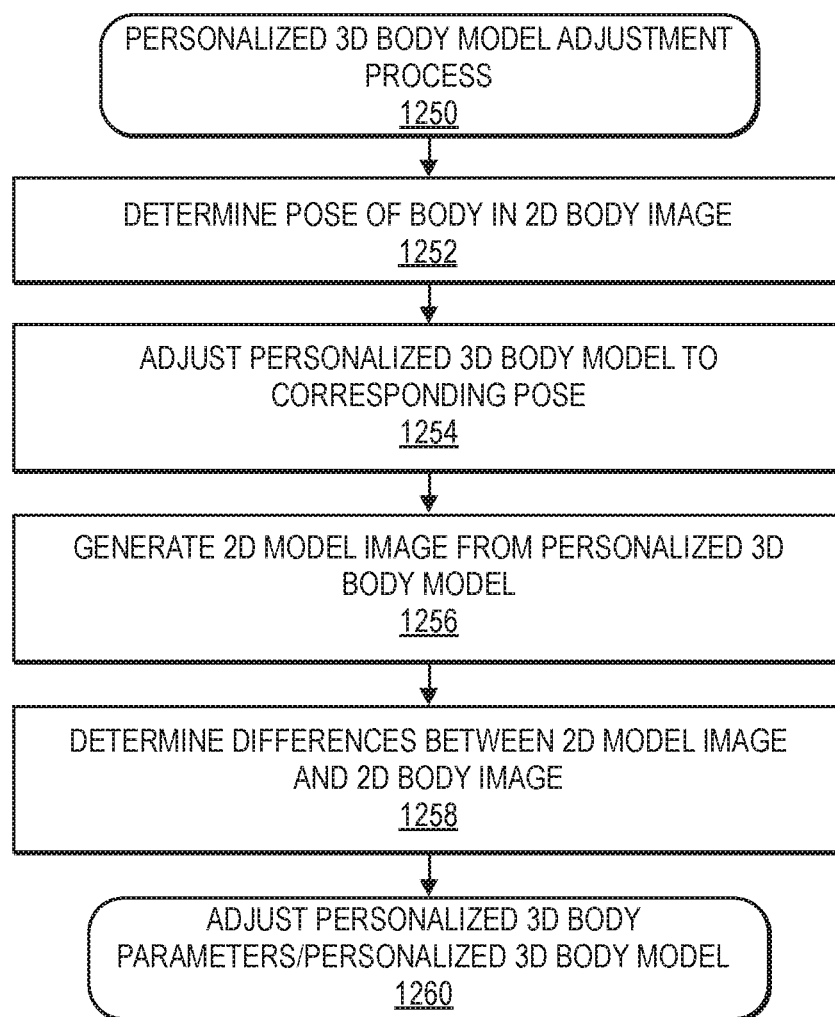 PERSONALIZED 3D BODY MODEL ADJUSTMENT
PROCESS
1250
DETERMINE POSE OF BODY IN 2D BODY IMAGE
1252
ADJUST PERSONALIZED 3D BODY MODEL TO
CORRESPONDING POSE
1254
GENERATE 2D MODEL IMAGE FROM PERSONALIZED 3D
BODY MODEL
1256
DETERMINE DIFFERENCES BETWEEN 2D MODEL IMAGE
AND 2D BODY IMAGE
1258
ADJUST PERSONALIZED 3D BODY
PARAMETERS/PERSONALIZED 3D BODY MODEL
1260